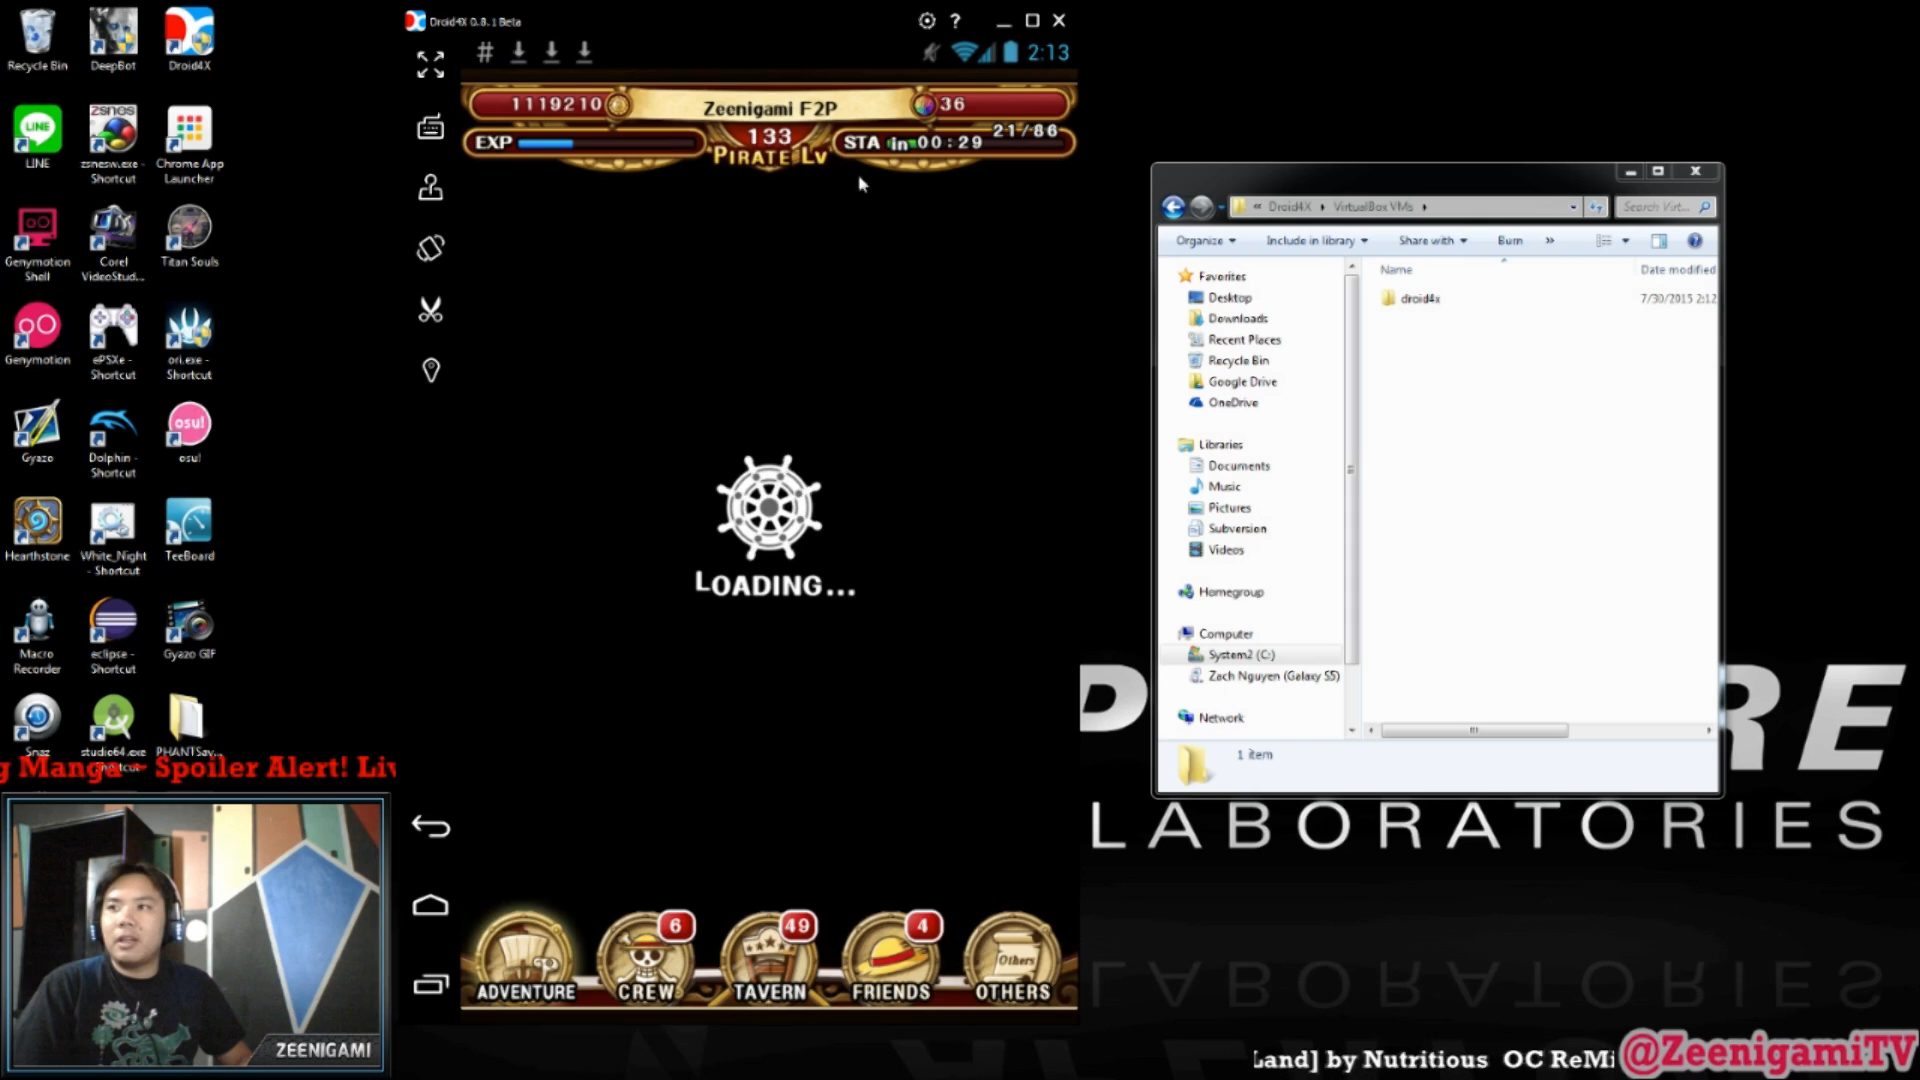 Recycle Bin
DeepBot
Droid4X
LINE
zsnes
zsnesw.exe -
Shortcut
Chrome App
Launcher
Genymotion
Shell
Corel
VideoStud...
Titan Souls
Genymotion
ePSXe -
Shortcut
ori.exe -
Shortcut
Gyazo
Dolphin -
Shortcut
osu!
osu!
Hearthstone
White_Night
- Shortcut
TeeBoard
Macro
Recorder
eclipse -
Shortcut
Gyazo GIF
Snaz
studio64.exe
PHANTSav...
g Manga ~ Spoiler Alert! Liv
ZEENIGAMI
Droid4X 0.8.1 Beta
?
#
2:13
1119210
Zeenigami F2P
36
EXP
133
PIRATE LV
STA in 00:29
21/86
LOADING...
ADVENTURE
6
CREW
49
TAVERN
4
FRIENDS
Others
OTHERS
« Droid4X
VirtualBox VMs
Search Virt...
Organize
Include in library
Share with
Burn
»
Favorites
Desktop
Downloads
Recent Places
Recycle Bin
Google Drive
OneDrive
Libraries
Documents
Music
Pictures
Subversion
Videos
Homegroup
Computer
System2 (C:)
Zach Nguyen (Galaxy S5)
Network
Name
Date modified
droid4x
7/30/2015 2:12
1 item
P
RE
LABORATORIES
Land] by Nutritious OC ReMi
@ZeenigamiTV